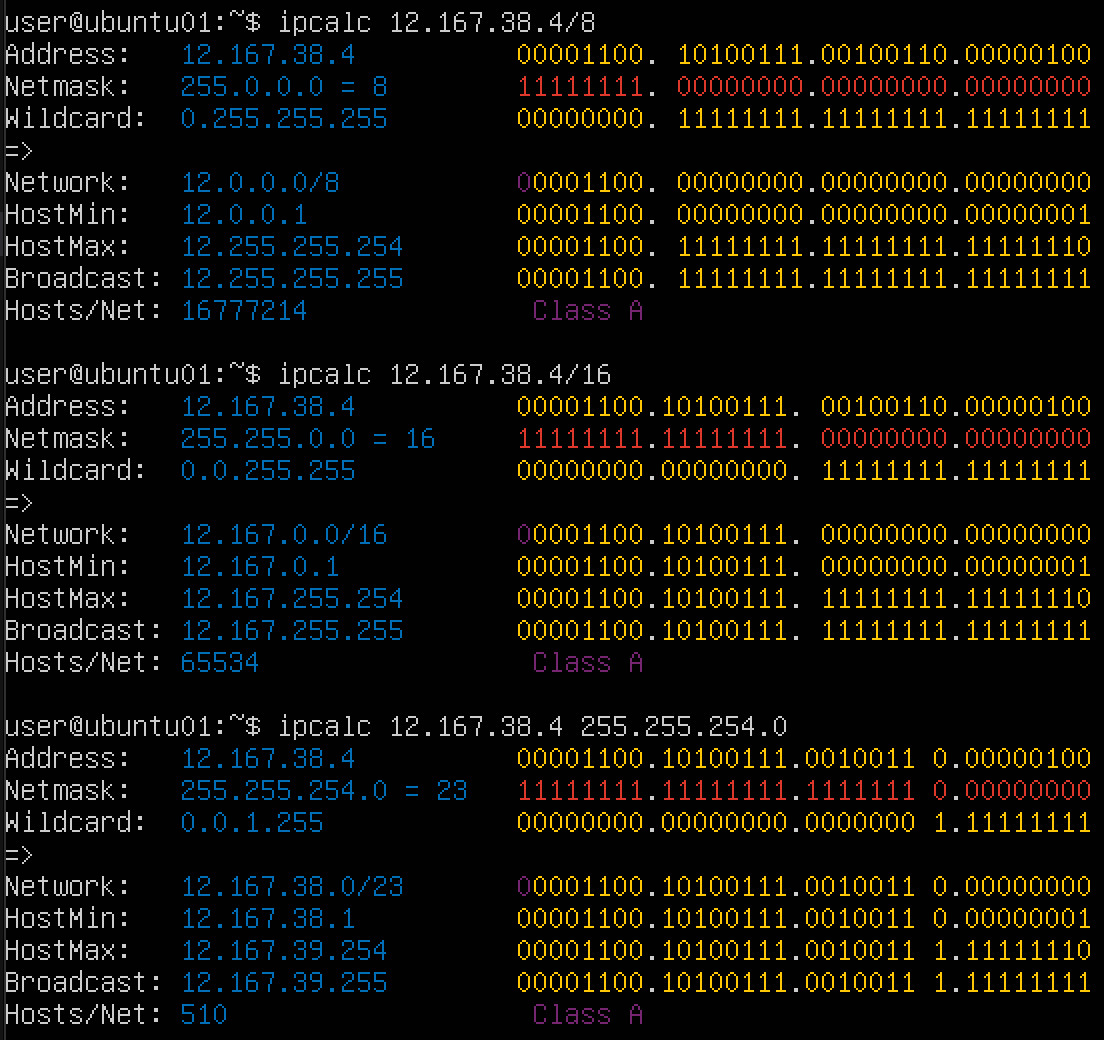 user@ubuntu01:~$ ipcalc 12.167.38.4/8
Address:   12.167.38.4          00001100. 10100111.00100110.00000100
Netmask:   255.0.0.0 = 8        11111111. 00000000.00000000.00000000
Wildcard:  0.255.255.255        00000000. 11111111.11111111.11111111
=>
Network:   12.0.0.0/8           00001100. 00000000.00000000.00000000
HostMin:   12.0.0.1             00001100. 00000000.00000000.00000001
HostMax:   12.255.255.254       00001100. 11111111.11111111.11111110
Broadcast: 12.255.255.255       00001100. 11111111.11111111.11111111
Hosts/Net: 16777214              Class A
user@ubuntu01:~$ ipcalc 12.167.38.4/16
Address:   12.167.38.4          00001100.10100111. 00100110.00000100
Netmask:   255.255.0.0 = 16     11111111.11111111. 00000000.00000000
Wildcard:  0.0.255.255          00000000.00000000. 11111111.11111111
=>
Network:   12.167.0.0/16        00001100.10100111. 00000000.00000000
HostMin:   12.167.0.1           00001100.10100111. 00000000.00000001
HostMax:   12.167.255.254       00001100.10100111. 11111111.11111110
Broadcast: 12.167.255.255       00001100.10100111. 11111111.11111111
Hosts/Net: 65534                 Class A
user@ubuntu01:~$ ipcalc 12.167.38.4 255.255.254.0
Address:   12.167.38.4          00001100.10100111.0010011 0.00000100
Netmask:   255.255.254.0 = 23   11111111.11111111.1111111 0.00000000
Wildcard:  0.0.1.255            00000000.00000000.0000000 1.11111111
=>
Network:   12.167.38.0/23       00001100.10100111.0010011 0.00000000
HostMin:   12.167.38.1          00001100.10100111.0010011 0.00000001
HostMax:   12.167.39.254        00001100.10100111.0010011 1.11111110
Broadcast: 12.167.39.255        00001100.10100111.0010011 1.11111111
Hosts/Net: 510                   Class A